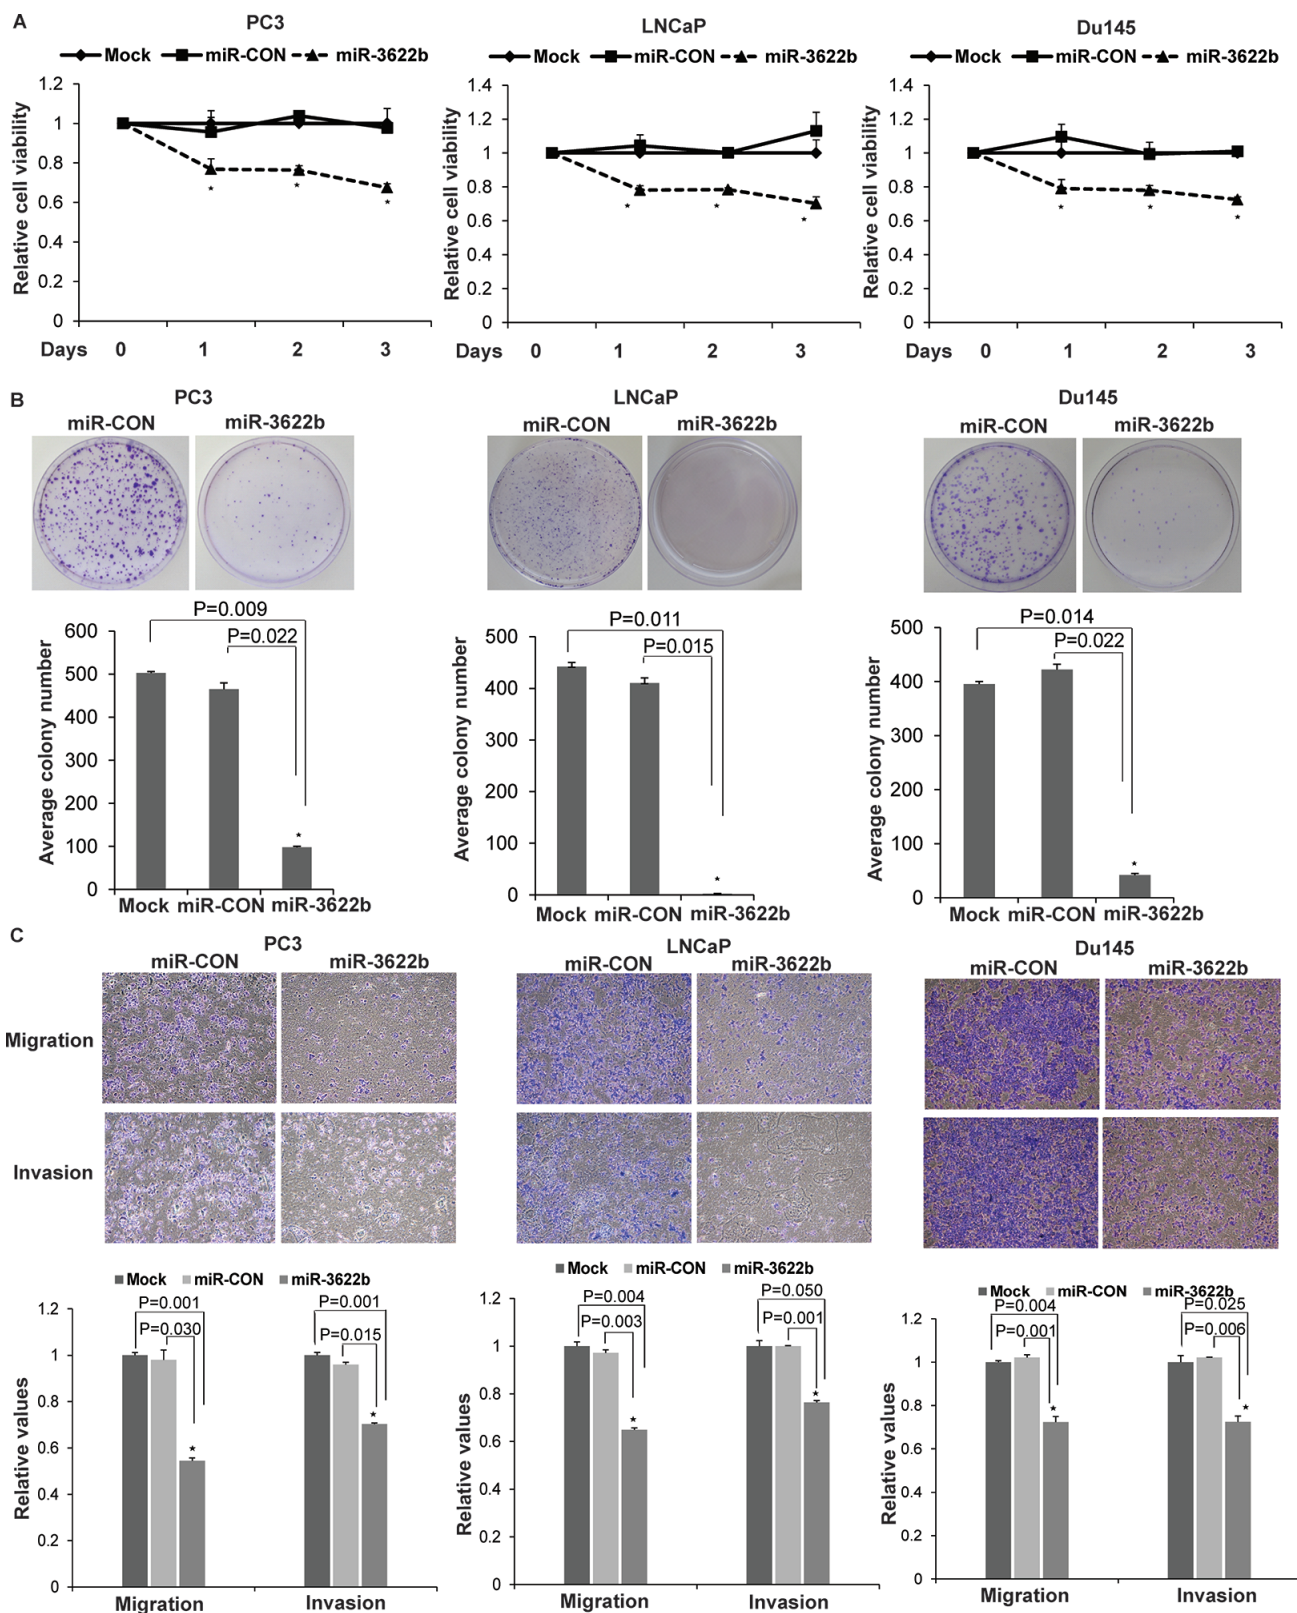 A
PC3
Mock miR-CON miR-3622b
Relative cell viability
1.2
1
0.8
0.6
0.4
0.2
0
* * *
Days 0 1 2 3
LNCaP
Mock miR-CON miR-3622b
Relative cell viability
1.4
1.2
1
0.8
0.6
0.4
0.2
0
* * *
Days 0 1 2 3
Du145
Mock miR-CON miR-3622b
Relative cell viability
1.4
1.2
1
0.8
0.6
0.4
0.2
0
* * *
Days 0 1 2 3
B
PC3
miR-CON miR-3622b
P=0.009
P=0.022
Average colony number
600
500
400
300
200
100
0
*
Mock miR-CON miR-3622b
LNCaP
miR-CON miR-3622b
P=0.011
P=0.015
Average colony number
500
400
300
200
100
0
*
Mock miR-CON miR-3622b
Du145
miR-CON miR-3622b
P=0.014
P=0.022
Average colony number
500
400
300
200
100
0
*
Mock miR-CON miR-3622b
C
PC3
miR-CON miR-3622b
LNCaP
miR-CON miR-3622b
Du145
miR-CON miR-3622b
Migration
Invasion
Mock miR-CON miR-3622b
P=0.001 P=0.001
P=0.030 P=0.015
Relative values
1.2
1
0.8
0.6
0.4
0.2
0
* *
Migration Invasion
Mock miR-CON miR-3622b
P=0.004 P=0.050
P=0.003 P=0.001
Relative values
1.2
1
0.8
0.6
0.4
0.2
0
* *
Migration Invasion
Mock miR-CON miR-3622b
P=0.004 P=0.025
P=0.001 P=0.006
Relative values
1.2
1
0.8
0.6
0.4
0.2
0
* *
Migration Invasion